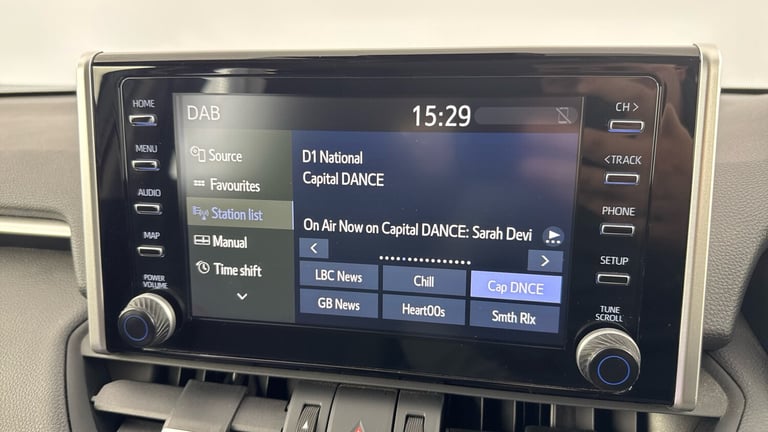 HOME
MENU
AUDIO
MAP
POWER
VOLUME
DAB
15:29
Source
Favourites
Station list
Manual
Time shift
D1 National
Capital DANCE
On Air Now on Capital DANCE: Sarah Devi
<
>
LBC News
Chill
Cap DNCE
GB News
Heart00s
Smth Rlx
CH >
< TRACK
PHONE
SETUP
TUNE
SCROLL